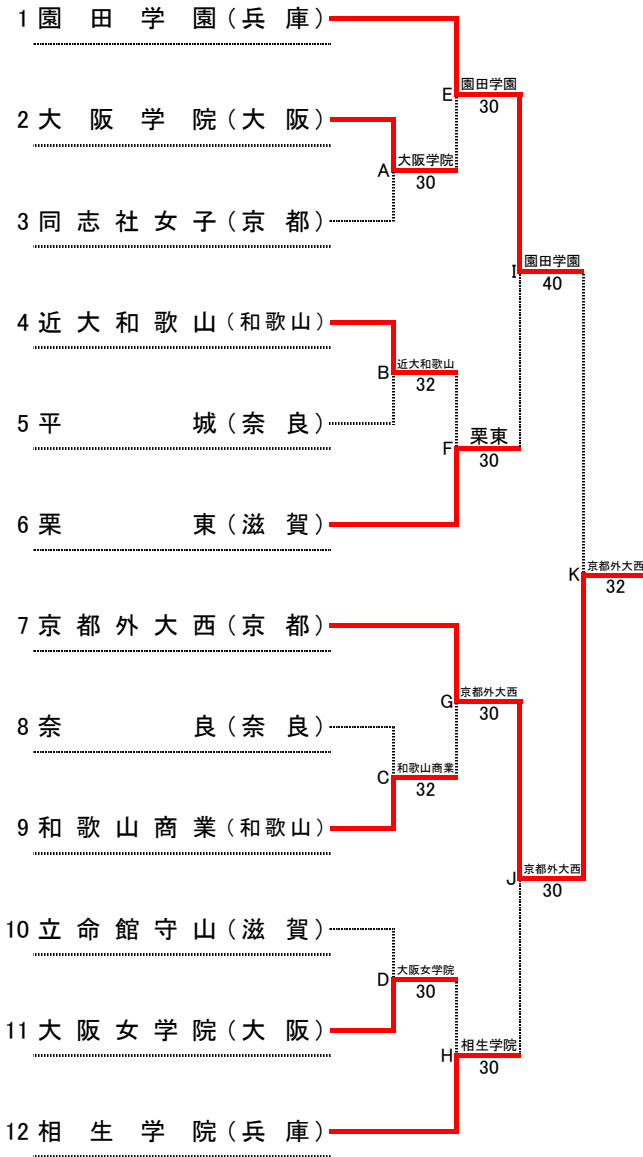 1 園田学園(兵庫)
園田学園
E
30
2 大阪学院(大阪)
大阪学院
A
30
3 同志社女子(京都)
園田学園
I
40
4 近大和歌山(和歌山)
近大和歌山
B
32
5 平城(奈良)
栗東
F
30
6 栗東(滋賀)
京都外大西
K
32
7 京都外大西(京都)
京都外大西
G
30
8 奈良(奈良)
和歌山商業
C
32
9 和歌山商業(和歌山)
京都外大西
J
30
10 立命館守山(滋賀)
大阪女学院
D
30
11 大阪女学院(大阪)
相生学院
H
30
12 相生学院(兵庫)